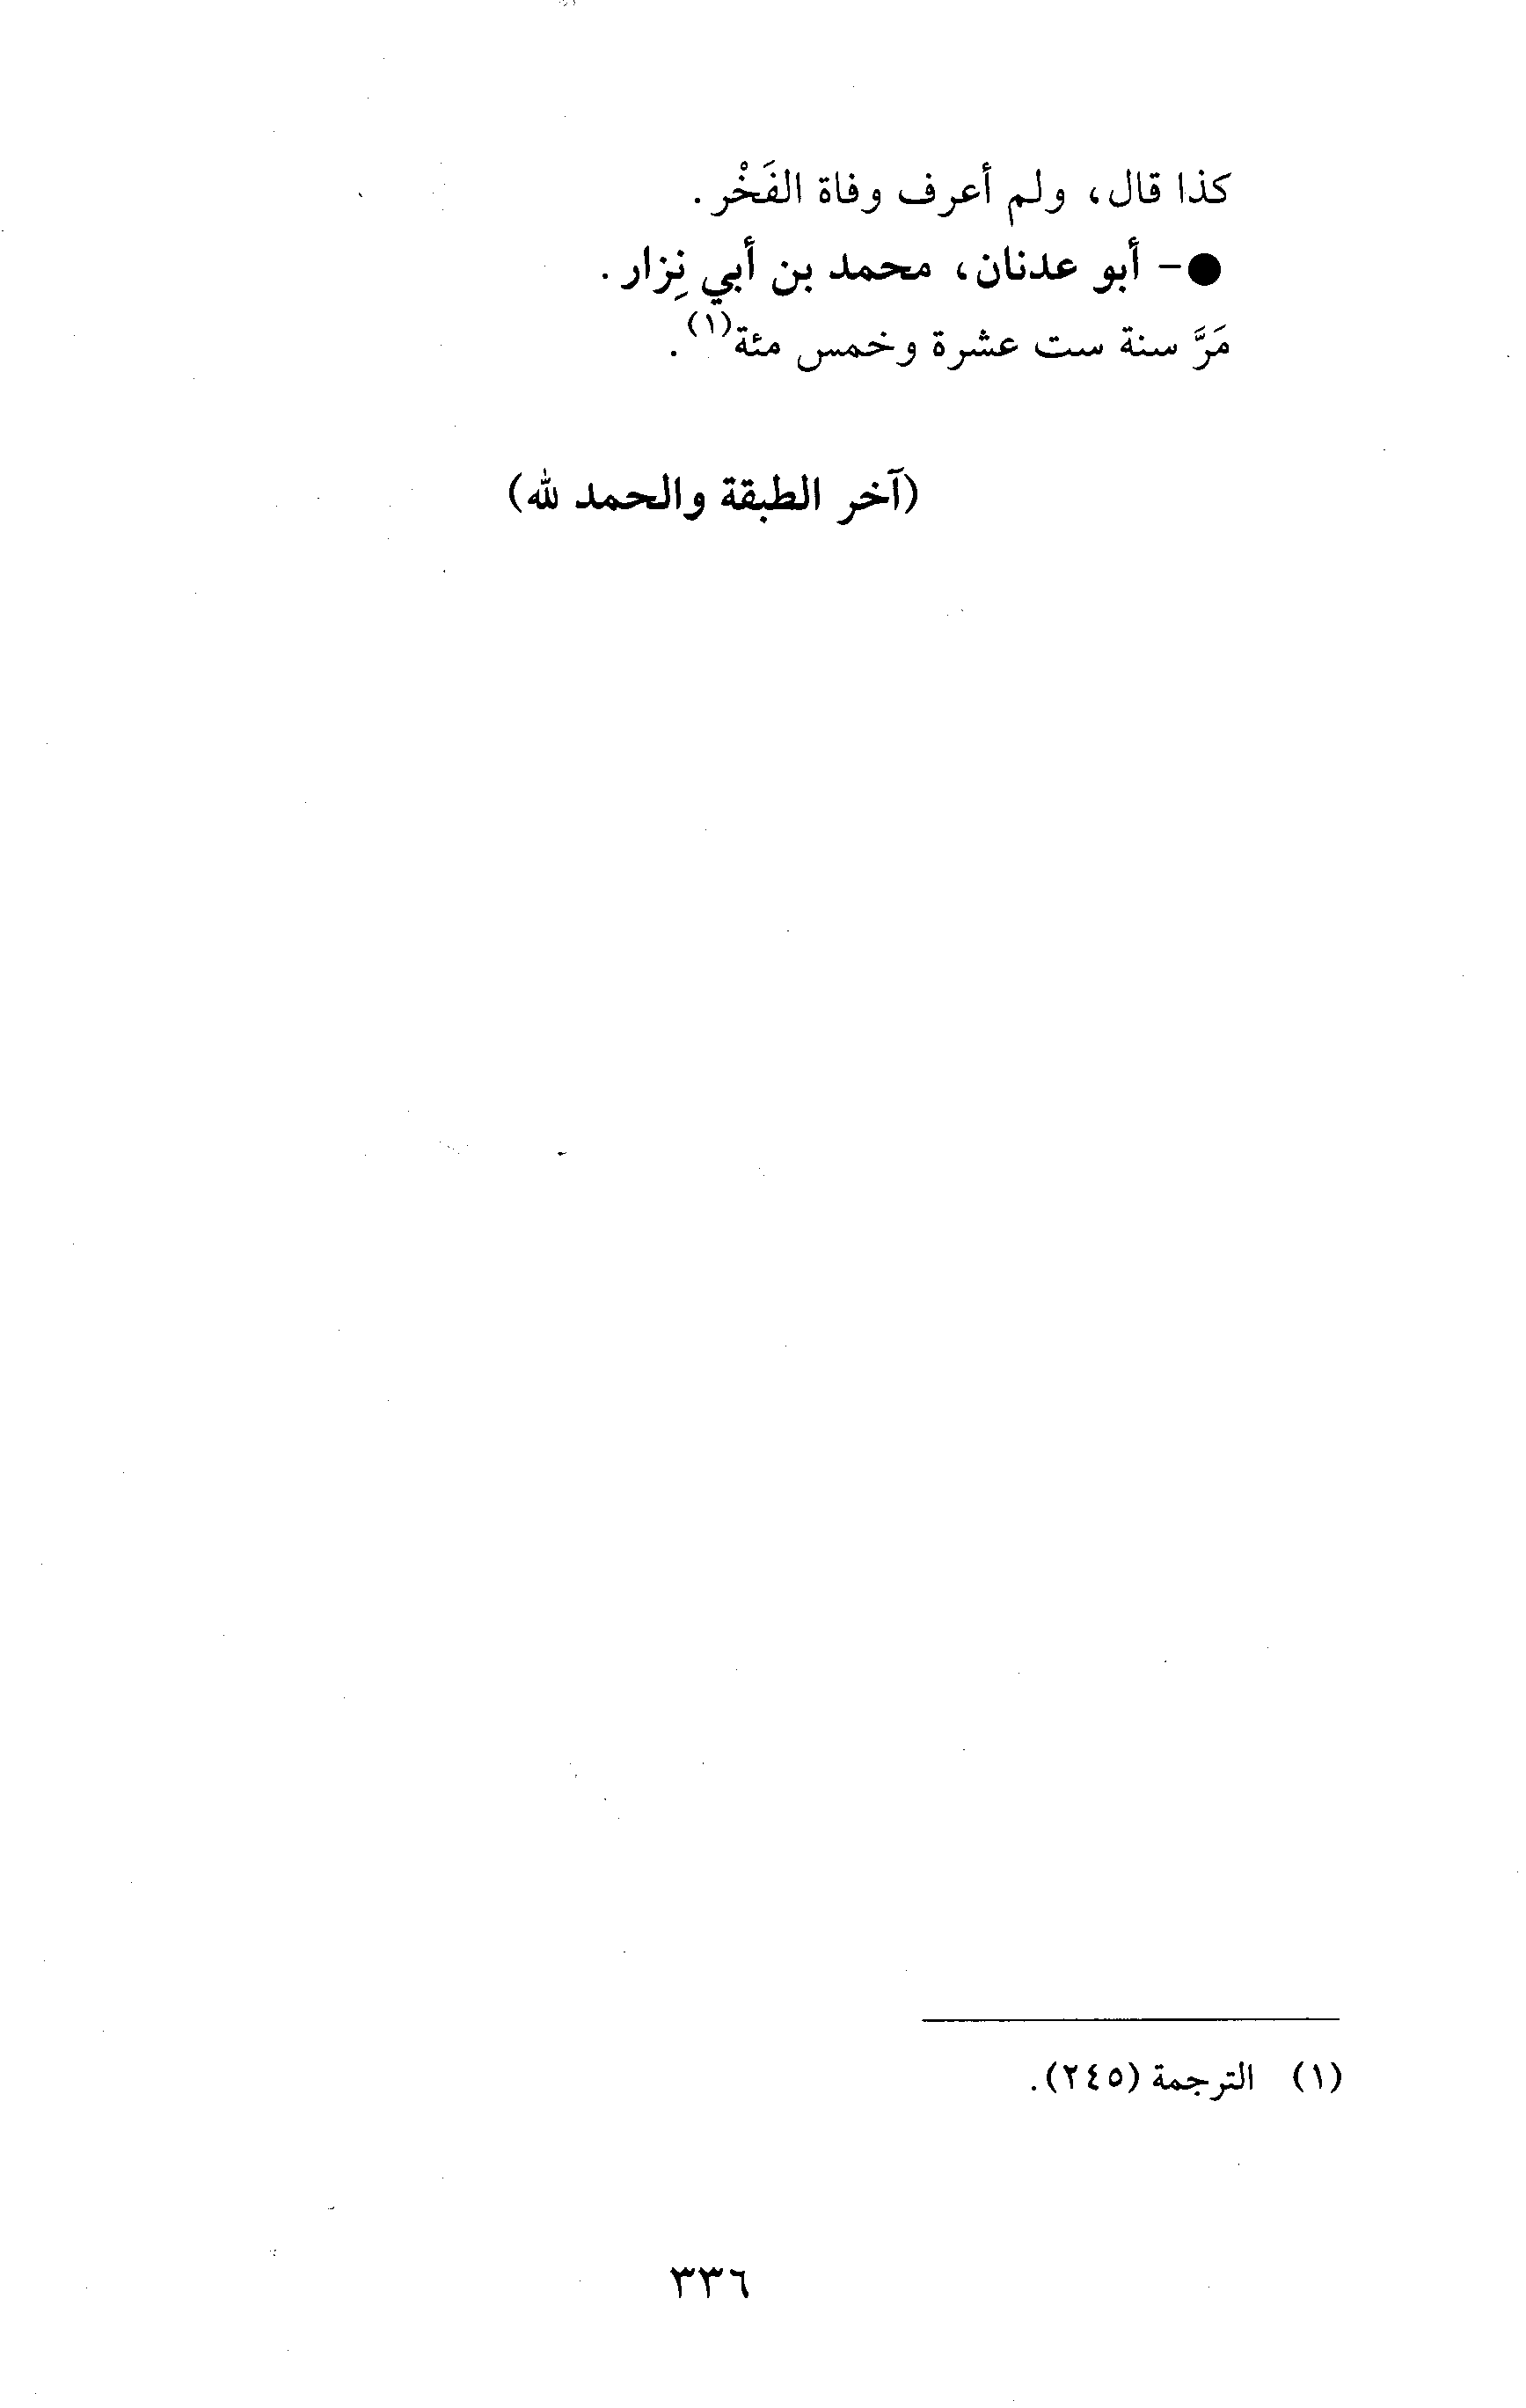 كذا قال، ولم أعرف وفاة الفَخْر.
●- أبو عدنان، محمد بن أبي نِزار.
مَرَّ سنة ست عشرة وخمس مئة(١).
(آخر الطبقة والحمد لله)
(١) الترجمة (٢٤٥).
٣٣٦